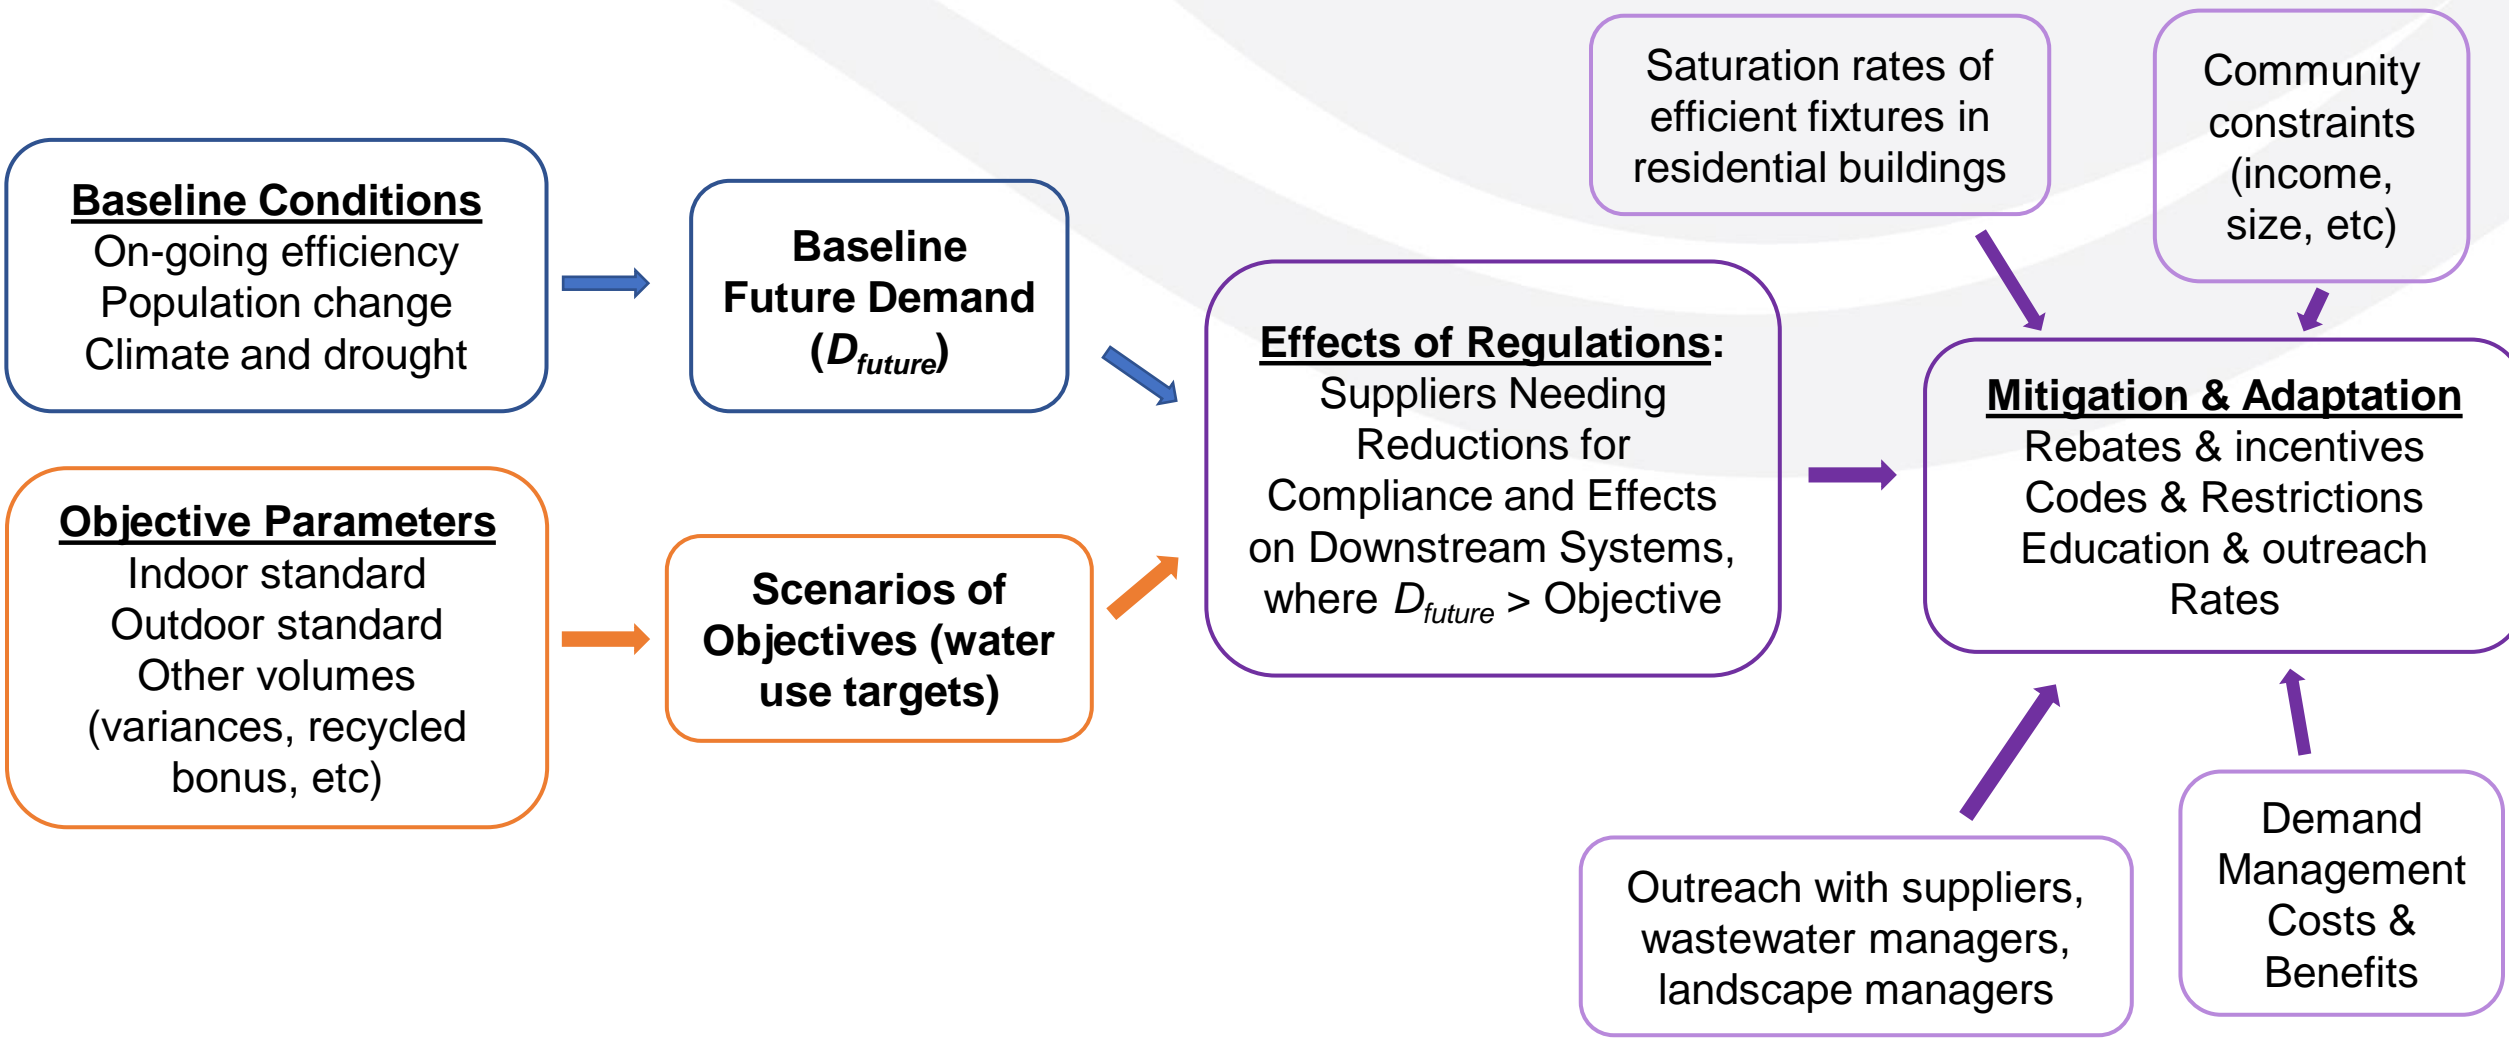 Baseline Conditions
On-going efficiency
Population change
Climate and drought
Objective Parameters
Indoor standard
Outdoor standard
Other volumes
(variances, recycled
bonus, etc)
Baseline
Future Demand
(Dfuture)
Scenarios of
Objectives (water
use targets)
Effects of Regulations:
Suppliers Needing
Reductions for
Compliance and Effects
on Downstream Systems,
where Dfuture > Objective
Saturation rates of
efficient fixtures in
residential buildings
Community
constraints
(income,
size, etc)
Mitigation & Adaptation
Rebates & incentives
Codes & Restrictions
Education & outreach
Rates
Outreach with suppliers,
wastewater managers,
landscape managers
Demand
Management
Costs &
Benefits